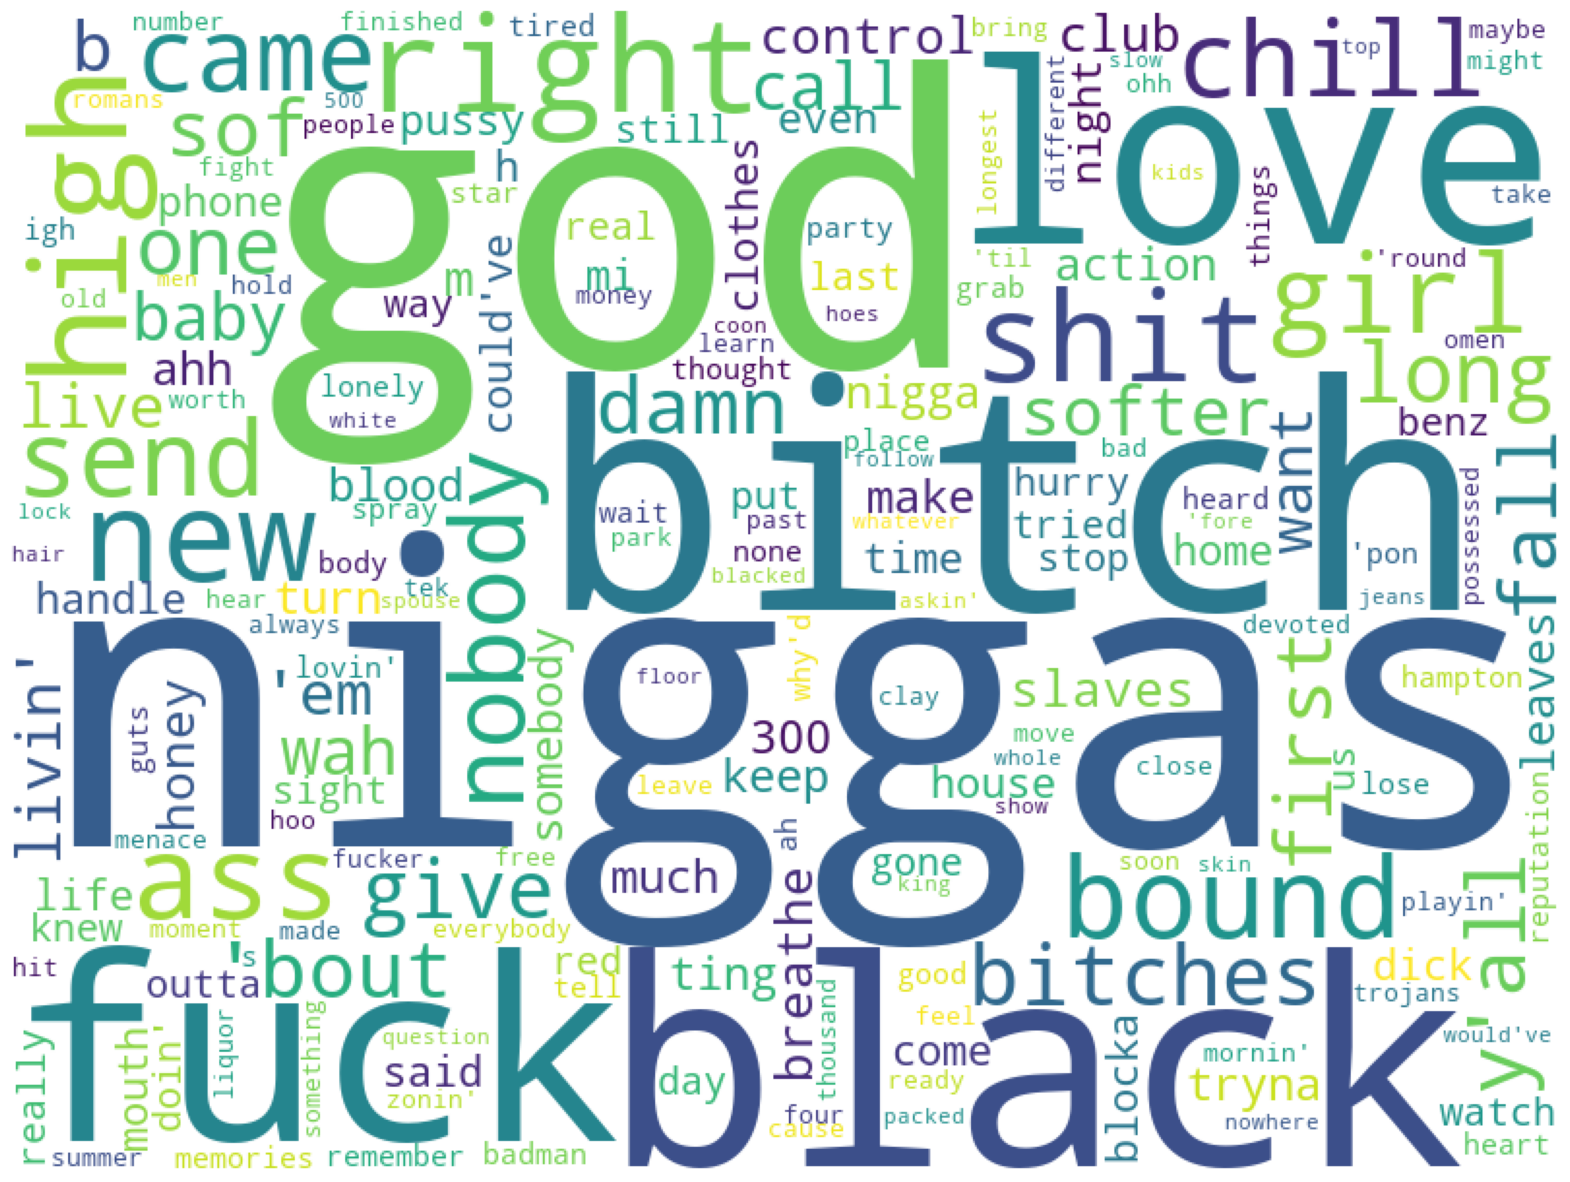 number
finished
tired
bring
b
came
right
control
club
chill
top
maybe
might
slow
ohh
romans
500
call
love
high
sof
people
pussy
still
even
night
different
longest
kids
take
fight
h
god
clothes
things
phone
star
igh
one
real
mi
money
party
last
hoes
'til
action
'round
girl
men
hold
m
could've
grab
old
baby
way
coon
learn
thought
shit
omen
ahh
lonely
white
long
live
worth
damn
nigga
softer
benz
send
place
follow
bad
want
fall
blood
nobody
bitch
wait
park
put
past
none
make
whatever
hurry
tried
stop
heard
'fore
home
'pon
possessed
lock
spray
hair
new
body
time
blacked
askin'
jeans
handle
hear
turn
tek
spouse
always
devoted
livin'
niggas
guts
honey
'em
lovin'
somebody
floor
why'd
clay
slaves
first
us
hampton
leaves
wah
sight
300
move
whole
close
lose
leave
keep
house
show
menace
hoo
reputation
fucker
free
ah
ass
life
give
much
gone
king
soon
skin
bound
playin'
y'all
knew
moment
made
everybody
breathe
hit
outta
's
'bout
red
tell
ting
good
bitches
dick
trojans
fuck
black
really
mouth
doin'
liquor
something
question
said
zonin'
day
thousand
feel
come
ready
blocka
mornin'
tryna
would've
watch
summer
memories
remember
badman
four
cause
packed
nowhere
heart